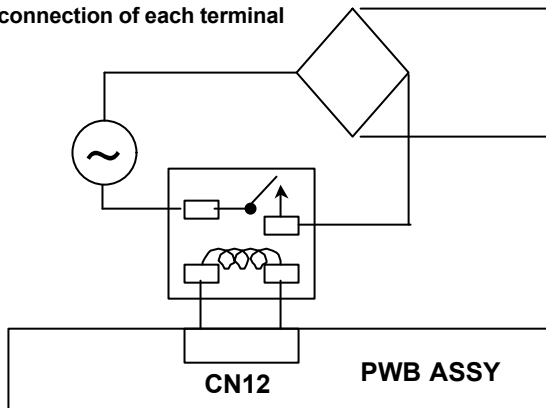 connection of each terminal
~
CN12
PWB ASSY